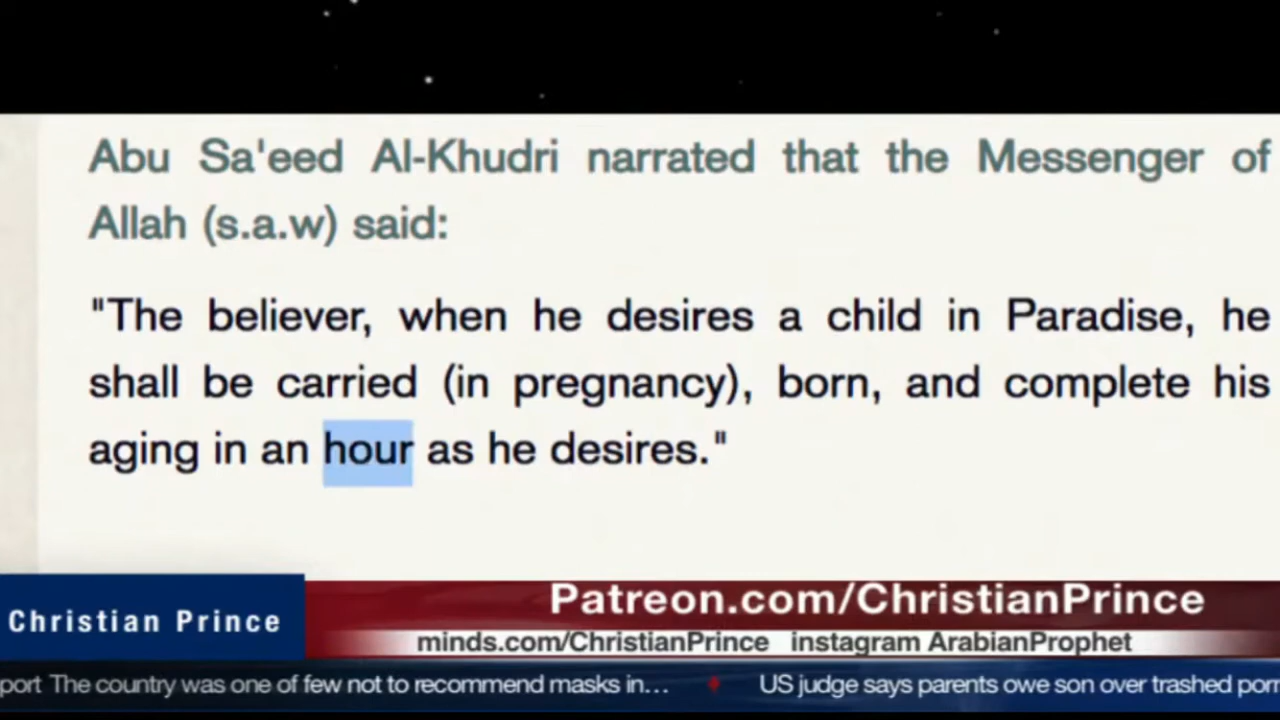 Abu Sa'eed Al-Khudri narrated that the Messenger of
Allah (s.a.w) said:
"The believer, when he desires a child in Paradise, he
shall be carried (in pregnancy), born, and complete his
aging in an hour as he desires."
Christian Prince
Patreon.com/ChristianPrince
minds.com/ChristianPrince instagram ArabianProphet
port The country was one of few not to recommend masks in… US judge says parents owe son over trashed porn